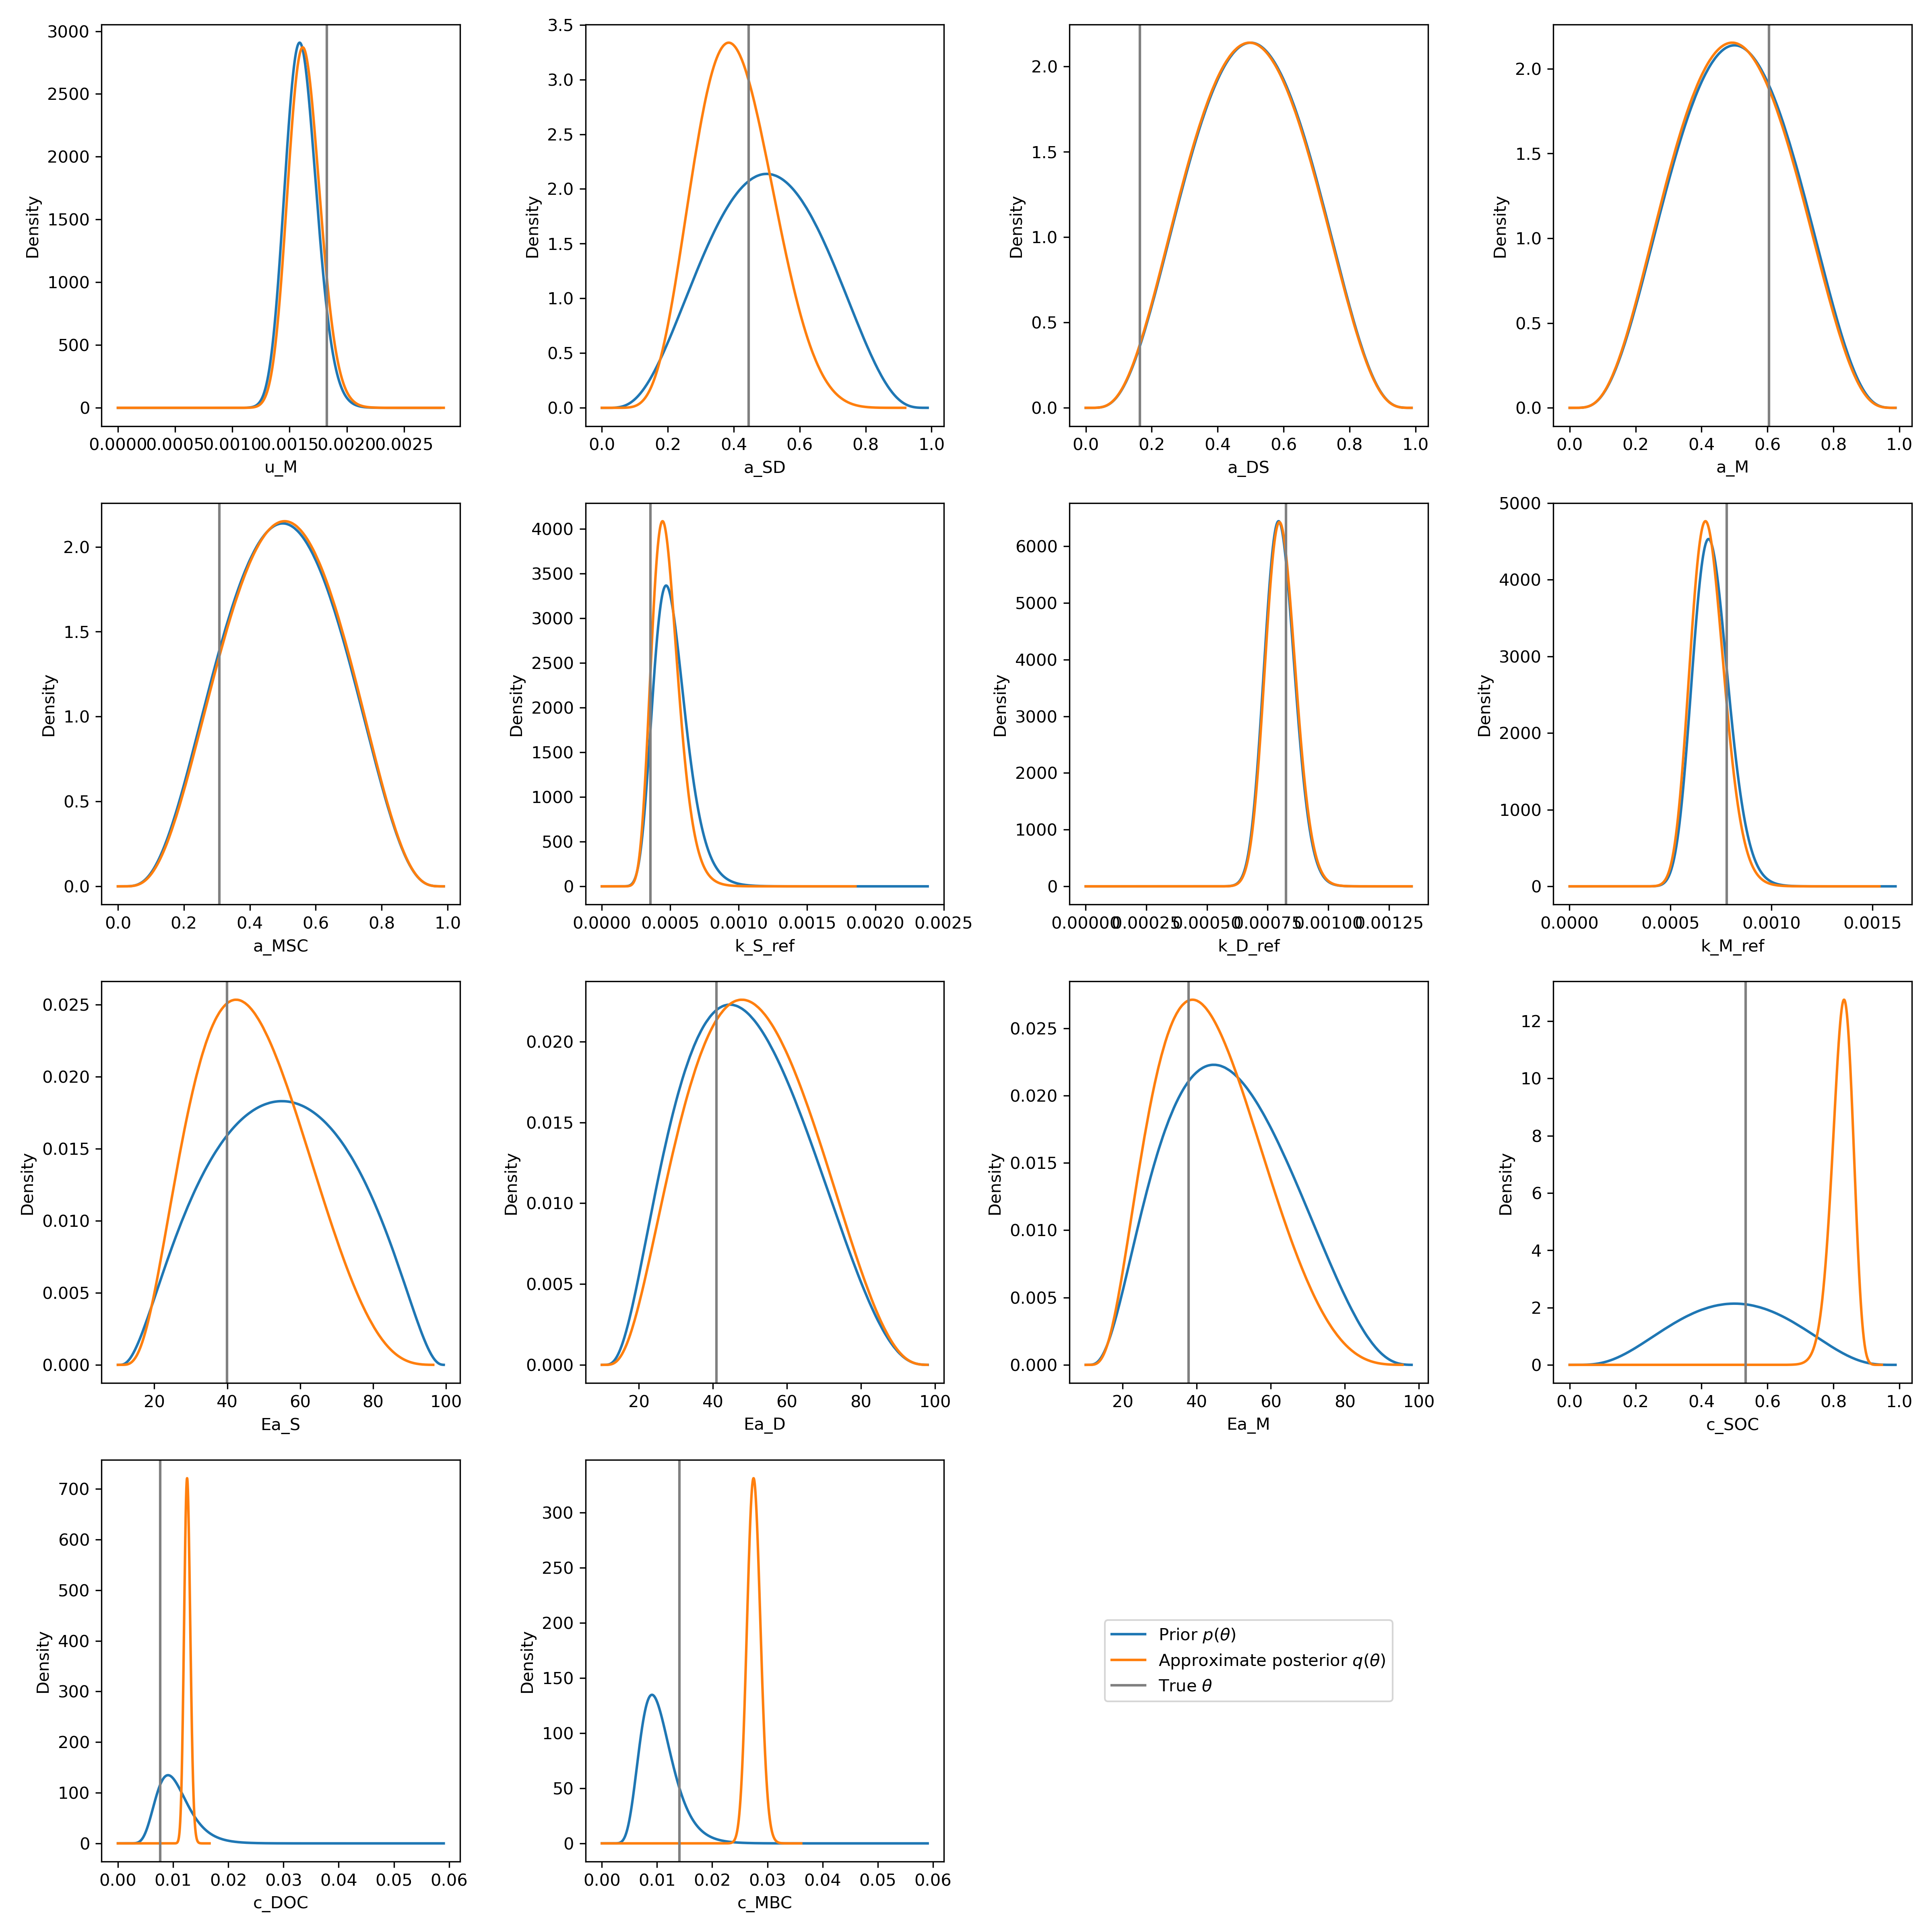 3000
2500
2000
1500
1000
500
0
Density
0.0000 0.0005 0.0010 0.0015 0.0020 0.0025
u_M
3.5
3.0
2.5
2.0
1.5
1.0
0.5
0.0
Density
0.0 0.2 0.4 0.6 0.8 1.0
a_SD
2.0
1.5
1.0
0.5
0.0
Density
0.0 0.2 0.4 0.6 0.8 1.0
a_DS
2.0
1.5
1.0
0.5
0.0
Density
0.0 0.2 0.4 0.6 0.8 1.0
a_M
2.0
1.5
1.0
0.5
0.0
Density
0.0 0.2 0.4 0.6 0.8 1.0
a_MSC
4000
3500
3000
2500
2000
1500
1000
500
0
Density
0.0000 0.0005 0.0010 0.0015 0.0020 0.0025
k_S_ref
6000
5000
4000
3000
2000
1000
0
Density
0.00000 0.00025 0.00050 0.00075 0.00100 0.00125
k_D_ref
5000
4000
3000
2000
1000
0
Density
0.0000 0.0005 0.0010 0.0015
k_M_ref
0.025
0.020
0.015
0.010
0.005
0.000
Density
20 40 60 80 100
Ea_S
0.020
0.015
0.010
0.005
0.000
Density
20 40 60 80 100
Ea_D
0.025
0.020
0.015
0.010
0.005
0.000
Density
20 40 60 80 100
Ea_M
12
10
8
6
4
2
0
Density
0.0 0.2 0.4 0.6 0.8 1.0
c_SOC
700
600
500
400
300
200
100
0
Density
0.00 0.01 0.02 0.03 0.04 0.05 0.06
c_DOC
300
250
200
150
100
50
0
Density
0.00 0.01 0.02 0.03 0.04 0.05 0.06
c_MBC
Prior p(θ)
Approximate posterior q(θ)
True θ